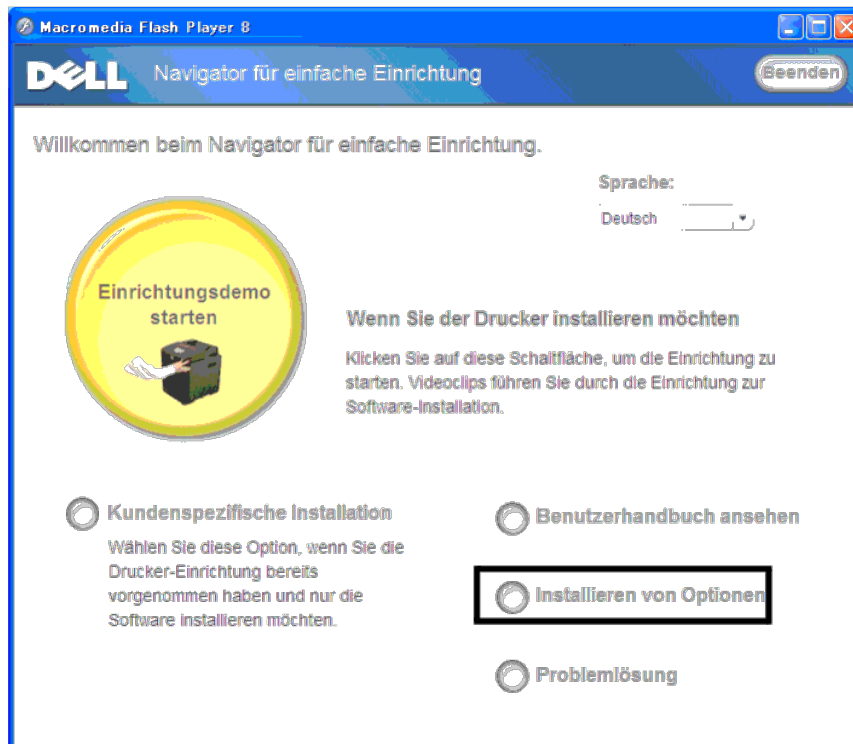 Macromedia Flash Player 8
DELL Navigator für einfache Einrichtung Beenden
Willkommen beim Navigator für einfache Einrichtung.
Sprache:
Deutsch
Einrichtungsdemo
starten
Wenn Sie der Drucker installieren möchten
Klicken Sie auf diese Schaltfläche, um die Einrichtung zu
starten. Videoclips führen Sie durch die Einrichtung zur
Software-Installation.
Kundenspezifische Installation
Wählen Sie diese Option, wenn Sie die
Drucker-Einrichtung bereits
vorgenommen haben und nur die
Software installieren möchten.
Benutzerhandbuch ansehen
Installieren von Optionen
Problemlösung